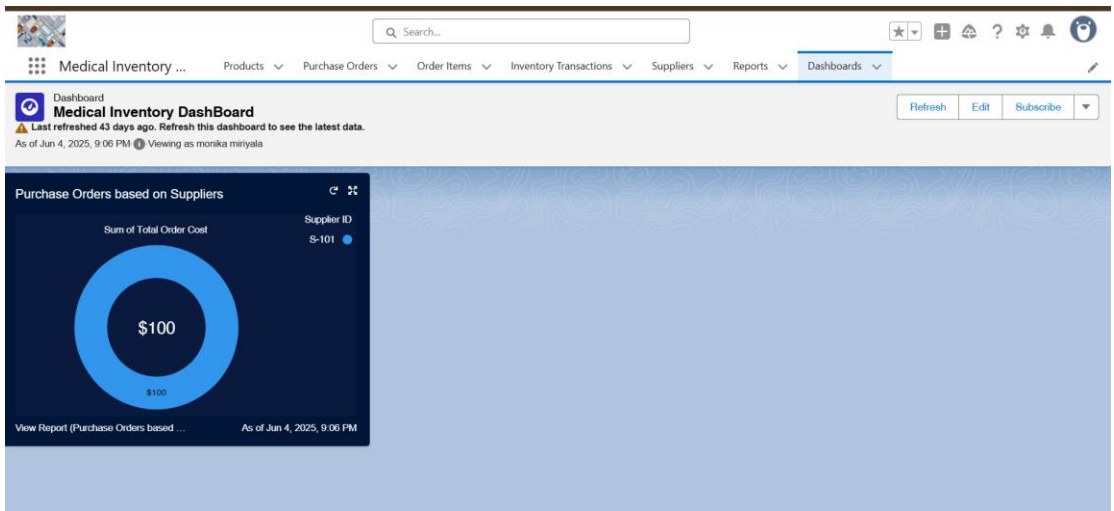 Search...
Medical Inventory ... Products Purchase Orders Order Items Inventory Transactions Suppliers Reports Dashboards
Dashboard
Medical Inventory DashBoard
Last refreshed 43 days ago. Refresh this dashboard to see the latest data.
As of Jun 4, 2025, 9:06 PM Viewing as monika miriyala
Refresh Edit Subscribe
Purchase Orders based on Suppliers
Sum of Total Order Cost
Supplier ID
S-101
$100
$100
View Report (Purchase Orders based ... As of Jun 4, 2025, 9:06 PM